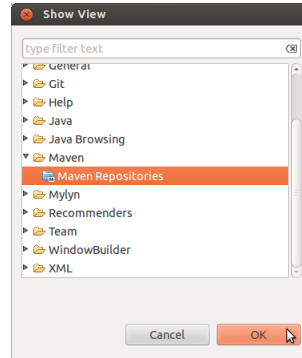 Show View
type filter text
General
Git
Help
Java
Java Browsing
Maven
Maven Repositories
Mylyn
Recommenders
Team
WindowBuilder
XML
Cancel
OK